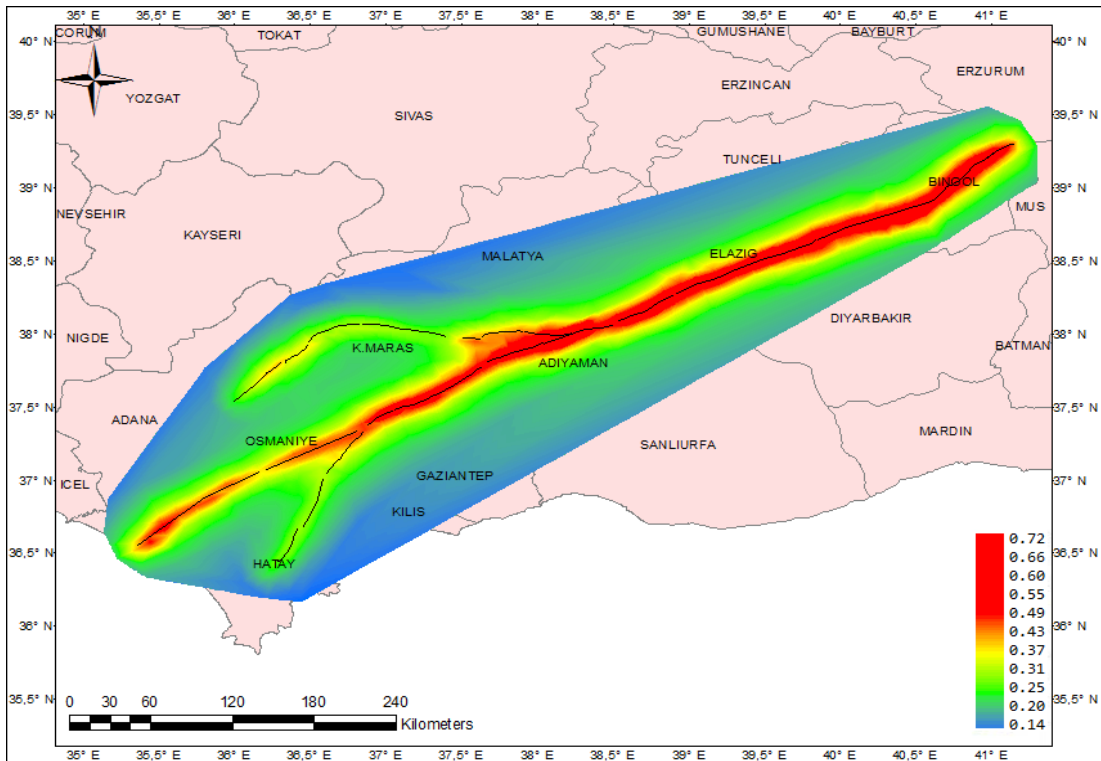 35° E 35,5° E 36° E 36,5° E 37° E 37,5° E 38° E 38,5° E 39° E 39,5° E 40° E 40,5° E 41° E
CORUM
N
TOKAT
GUMUSHANE
BAYBURT
40° N
40° N
YOZGAT
SIVAS
ERZINCAN
ERZURUM
39,5° N
39,5° N
TUNCELI
BINGOL
39° N
39° N
NEVSEHIR
KAYSERI
MUS
MALATYA
ELAZIG
38,5° N
38,5° N
DIYARBAKIR
38° N
38° N
NIGDE
K.MARAS
ADIYAMAN
BATMAN
37,5° N
37,5° N
ADANA
OSMANIYE
SANLIURFA
MARDIN
37° N
37° N
ICEL
GAZIANTEP
KILIS
36,5° N
36,5° N
HATAY
0.72
0.66
0.60
0.55
0.49
0.43
0.37
0.31
0.25
0.20
0.14
36° N
36° N
35,5° N
35,5° N
0 30 60 120 180 240
Kilometers
35° E 35,5° E 36° E 36,5° E 37° E 37,5° E 38° E 38,5° E 39° E 39,5° E 40° E 40,5° E 41° E